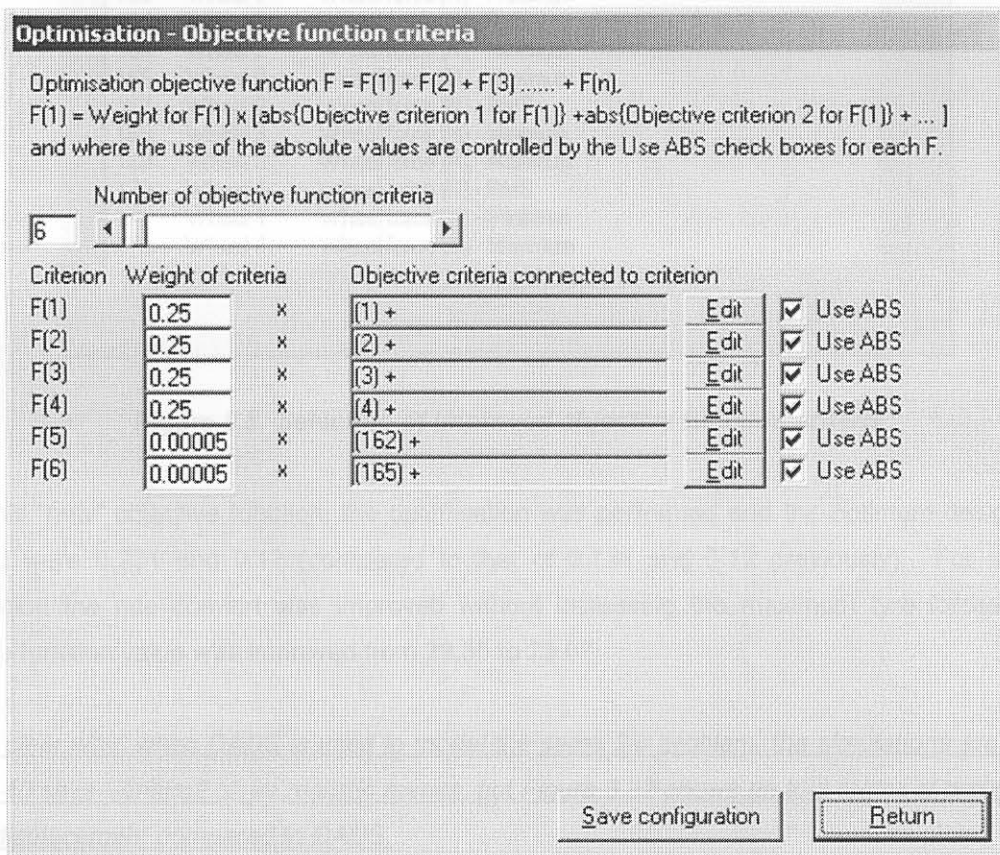 Optimisation - Objective function criteria
Optimisation objective function F = F(1) + F(2) + F(3) ...... + F(n),
F(1) = Weight for F(1) x [abs{Objective criterion 1 for F(1)} +abs{Objective criterion 2 for F(1)} + ... ]
and where the use of the absolute values are controlled by the Use ABS check boxes for each F.
Number of objective function criteria
6
Criterion Weight of criteria Objective criteria connected to criterion
F(1) 0.25 x (1) + Edit Use ABS
F(2) 0.25 x (2) + Edit Use ABS
F(3) 0.25 x (3) + Edit Use ABS
F(4) 0.25 x (4) + Edit Use ABS
F(5) 0.00005 x (162) + Edit Use ABS
F(6) 0.00005 x (165) + Edit Use ABS
Save configuration Return